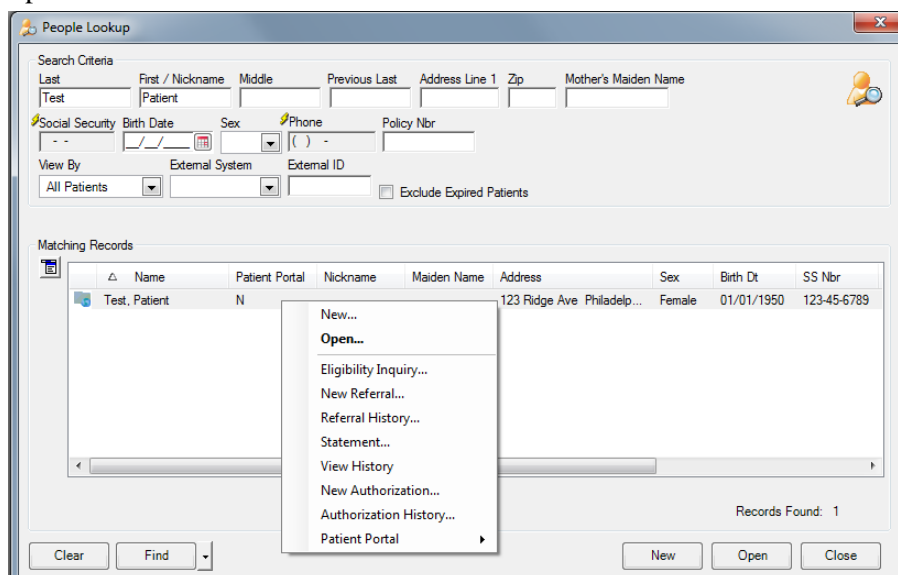 People Lookup
Search Criteria
Last First / Nickname Middle Previous Last Address Line 1 Zip Mother's Maiden Name
Test Patient
Social Security Birth Date Sex Phone Policy Nbr
- - _/_/___ ( ) -
View By External System External ID
All Patients Exclude Expired Patients
Matching Records
Name Patient Portal Nickname Maiden Name Address Sex Birth Dt SS Nbr
Test, Patient N 123 Ridge Ave Philadelp... Female 01/01/1950 123-45-6789
New...
Open...
Eligibility Inquiry...
New Referral...
Referral History...
Statement...
View History
New Authorization...
Authorization History...
Patient Portal
Records Found: 1
Clear Find New Open Close